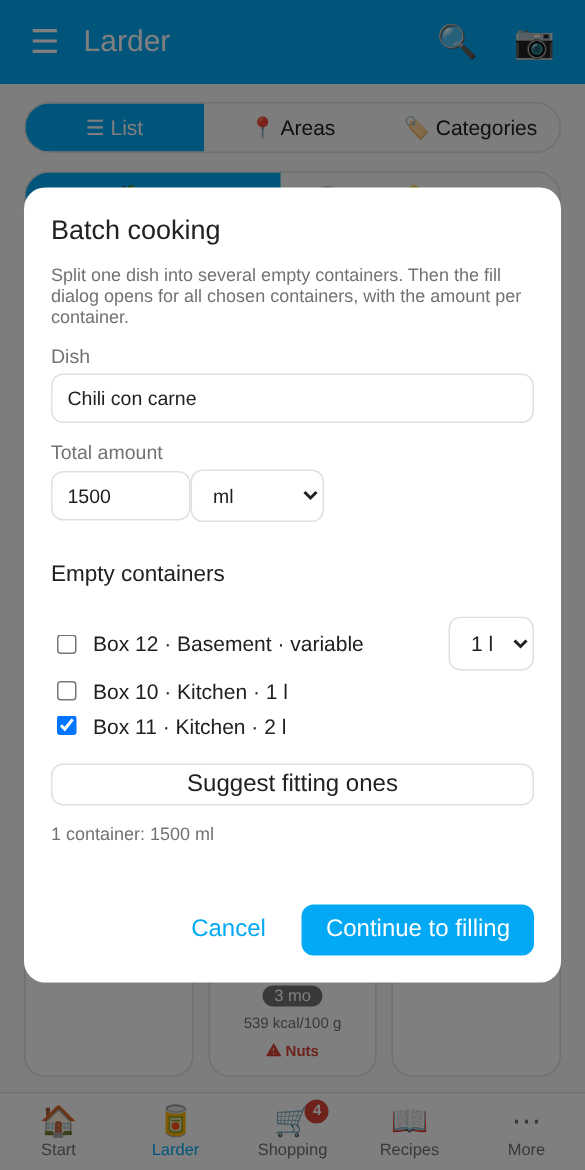 Larder
List
Areas
Categories
Batch cooking
Split one dish into several empty containers. Then the fill
dialog opens for all chosen containers, with the amount per
container.
Dish
Chili con carne
Total amount
1500
ml
Empty containers
Box 12 · Basement · variable
1 l
Box 10 · Kitchen · 1 l
Box 11 · Kitchen · 2 l
Suggest fitting ones
1 container: 1500 ml
Cancel
Continue to filling
3 mo
539 kcal/100 g
Nuts
4
Start
Larder
Shopping
Recipes
More